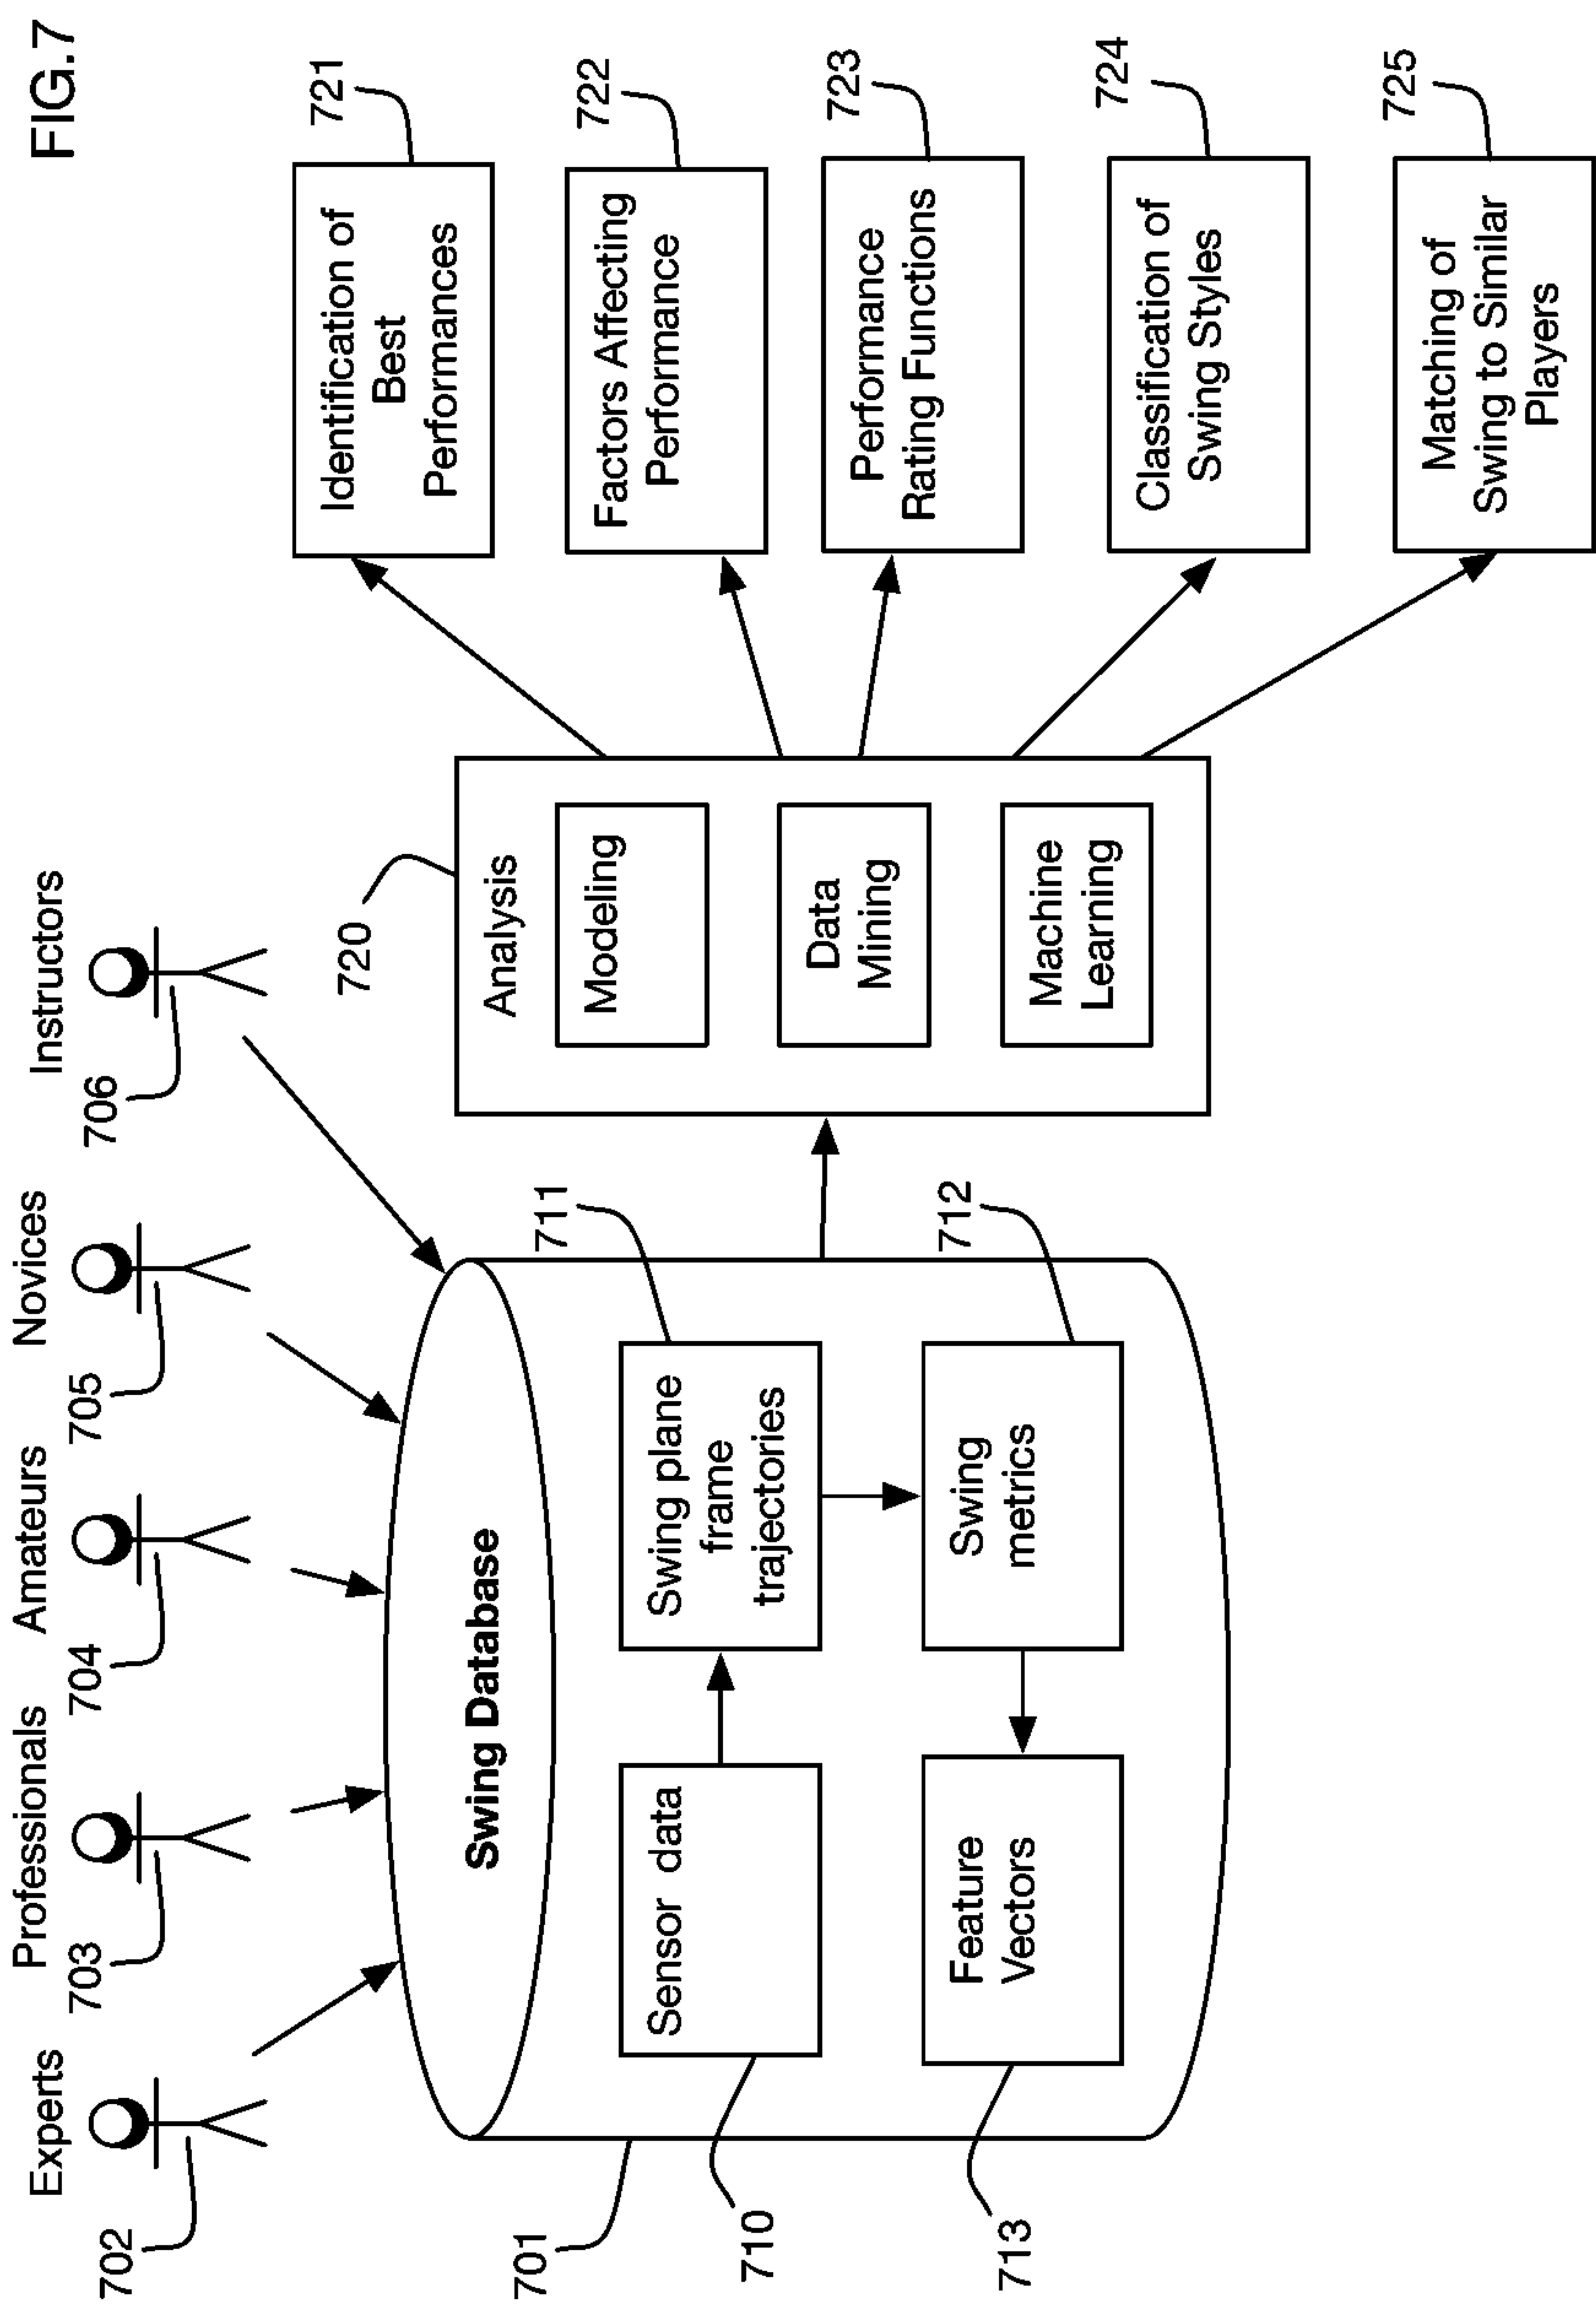 FIG.7
Experts
Professionals
Amateurs
Novices
Instructors
702
703
704
705
706
701
Swing Database
Sensor data
710
Swing plane
frame
trajectories
711
Swing
metrics
712
Feature
Vectors
713
720
Analysis
Modeling
Data
Mining
Machine
Learning
721
Identification of
Best
Performances
722
Factors Affecting
Performance
723
Performance
Rating Functions
724
Classification of
Swing Styles
725
Matching of
Swing to Similar
Players